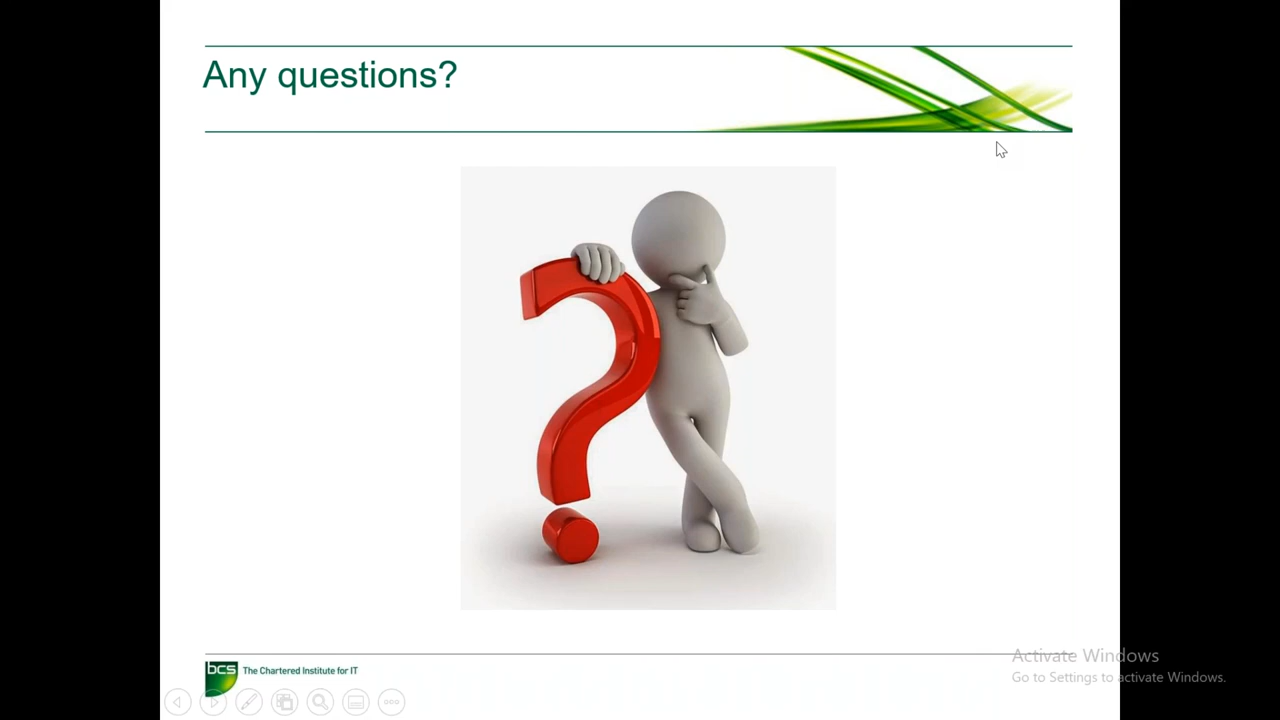 Any questions?
bcs The Chartered Institute for IT
Activate Windows
Go to Settings to activate Windows.